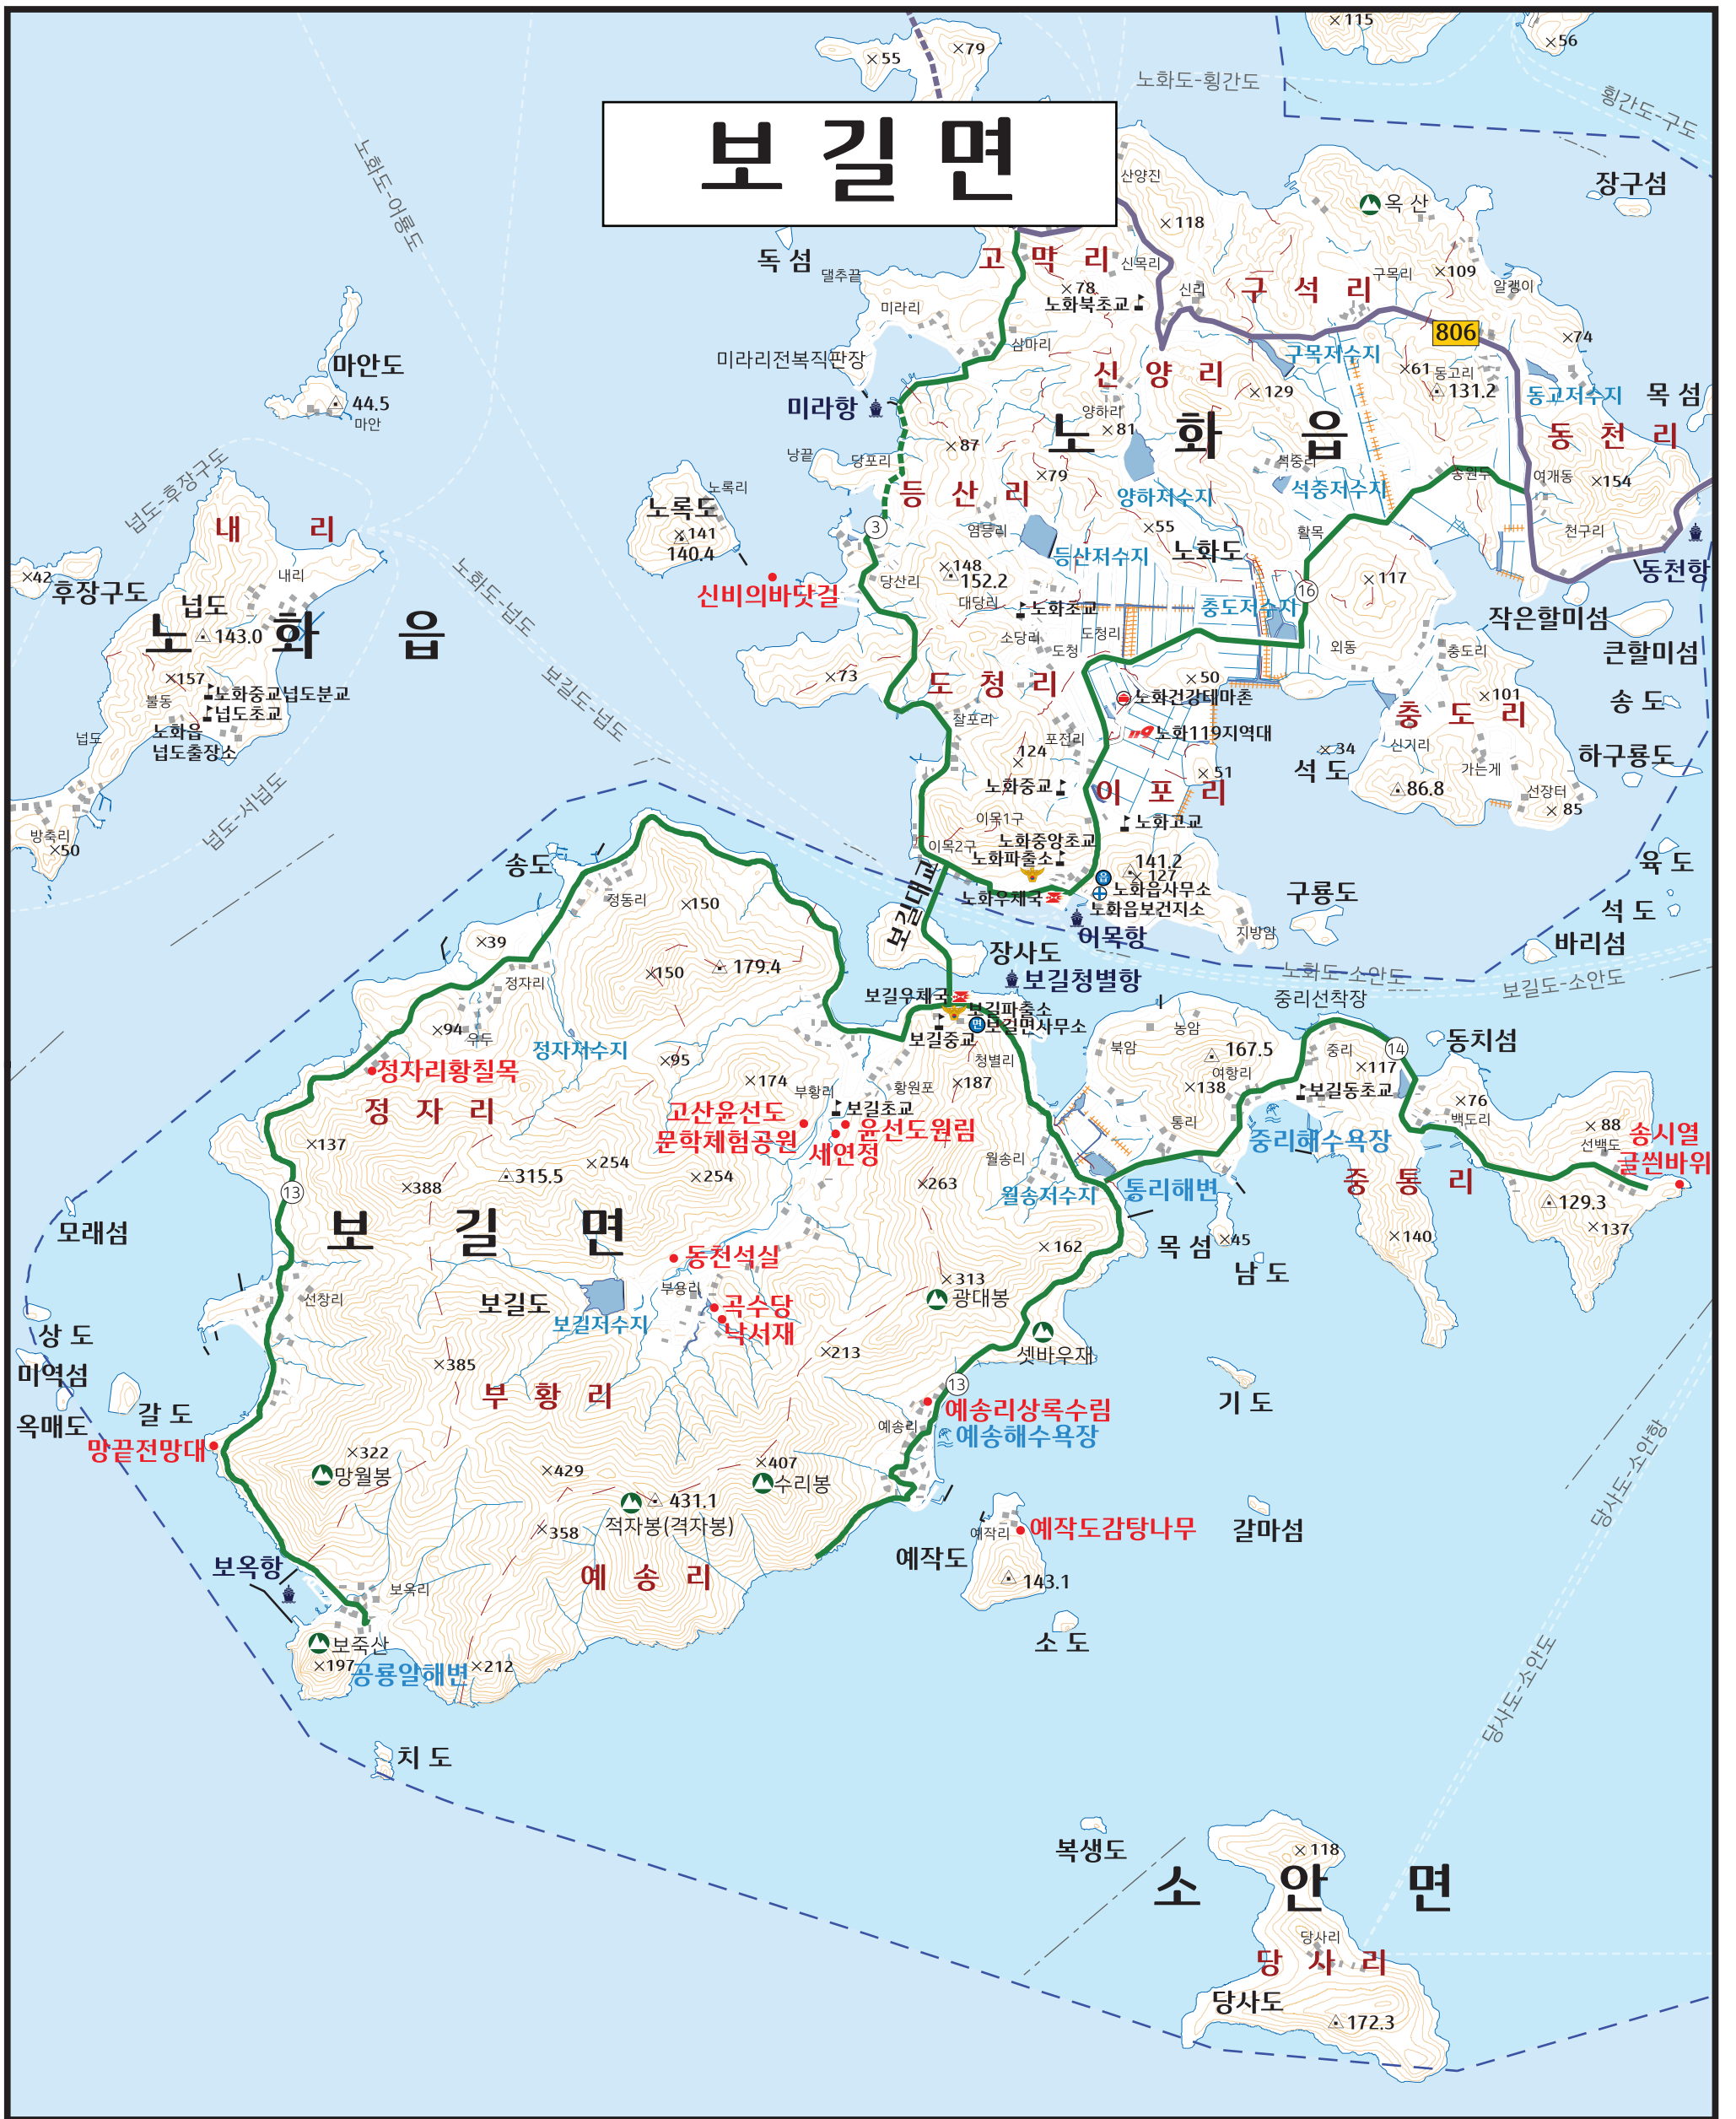 ×115
×56
×55
×79
노화도-횡간도
횡간도-구도
보 길 면
노화도-어룡도
산양진
×118
옥 산
장구섬
독 섬
댈추끝
고 막 리
신목리
×78
노화북초교
신리
구 석 리
구목리
×109
알갱이
미라리
삼마리
806
×74
마안도
44.5
마안
미라리전복직판장
미라항
신 양 리
구목저수지
×129
×61
동고리
131.2
동고저수지
목 섬
양하리
×81
노 화 읍
동 천 리
×87
낭끝
당포리
×79
석중리
석중저수지
여개동
×154
넙도-후장구도
노록리
노록도
×141
140.4
등 산 리
양하저수지
×55
활목
천구리
내 리
3
염등리
등산저수지
노화도
동천항
×42
후장구도
내리
넙도
노화도-넙도
신비의바닷길
당산리
×148
152.2
대당리
노화초교
충도저수지
16
×117
작은할미섬
노 화 읍
143.0
소당리
도청리
도청
외동
충도리
큰할미섬
×157
노화중교넙도분교
넙도초교
불동
노화읍
넙도출장소
넙도
보길도-넙도
×73
도 청 리
×50
노화건강테마촌
×101
송 도
잘포리
포전리
노화119지역대
충 도 리
신기리
가는게
×34
석 도
하구룡도
넙도-서넙도
124
×
노화중교
×51
이 포 리
86.8
선장터
×85
방축리
×50
이목1구
이목2구
노화고교
노화중앙초교
노화파출소
141.2
×127
육 도
송도
정동리
×150
보길대교
노화우체국
읍
노화읍사무소
노화읍보건지소
구룡도
석 도
×39
이목항
지방암
바리섬
×150
179.4
장사도
보길청별항
노화도-소안도
보길도-소안도
정자리
보길우체국
보길파출소
면
보길면사무소
중리선착장
×94
우두
정자저수지
보길중교
청별리
농암
북암
167.5
여항리
중리
14
동치섬
×95
×174
부황리
황원포
×187
×138
×117
보길동초교
×76
정자리황칠목
정 자 리
고산윤선도
문학체험공원
보길초교
윤선도원림
세연정
통리
중리해수욕장
백도리
×88
선백도
송시열
글씐바위
×137
×254
월송리
13
×388
315.5
×254
×263
월송저수지
통리해변
중 통 리
129.3
×137
모래섬
보 길 면
×162
목 섬
×45
×140
남 도
동천석실
부용리
×313
광대봉
선창리
보길도
보길저수지
곡수당
낙서재
상 도
미역섬
×385
×213
셋바우재
갈 도
옥매도
부 황 리
13
예송리상록수림
예송리
예송해수욕장
기 도
망끝전망대
×322
망월봉
×429
×407
수리봉
당사도-소안항
적자봉(격자봉)
431.1
×358
예작리
예작도감탕나무
예작도
갈마섬
143.1
보옥항
예 송 리
보옥리
소 도
보죽산
×197
공룡알해변
×212
당사도-소안도
치 도
복생도
×118
소 안 면
당사리
당 사 리
당사도
172.3